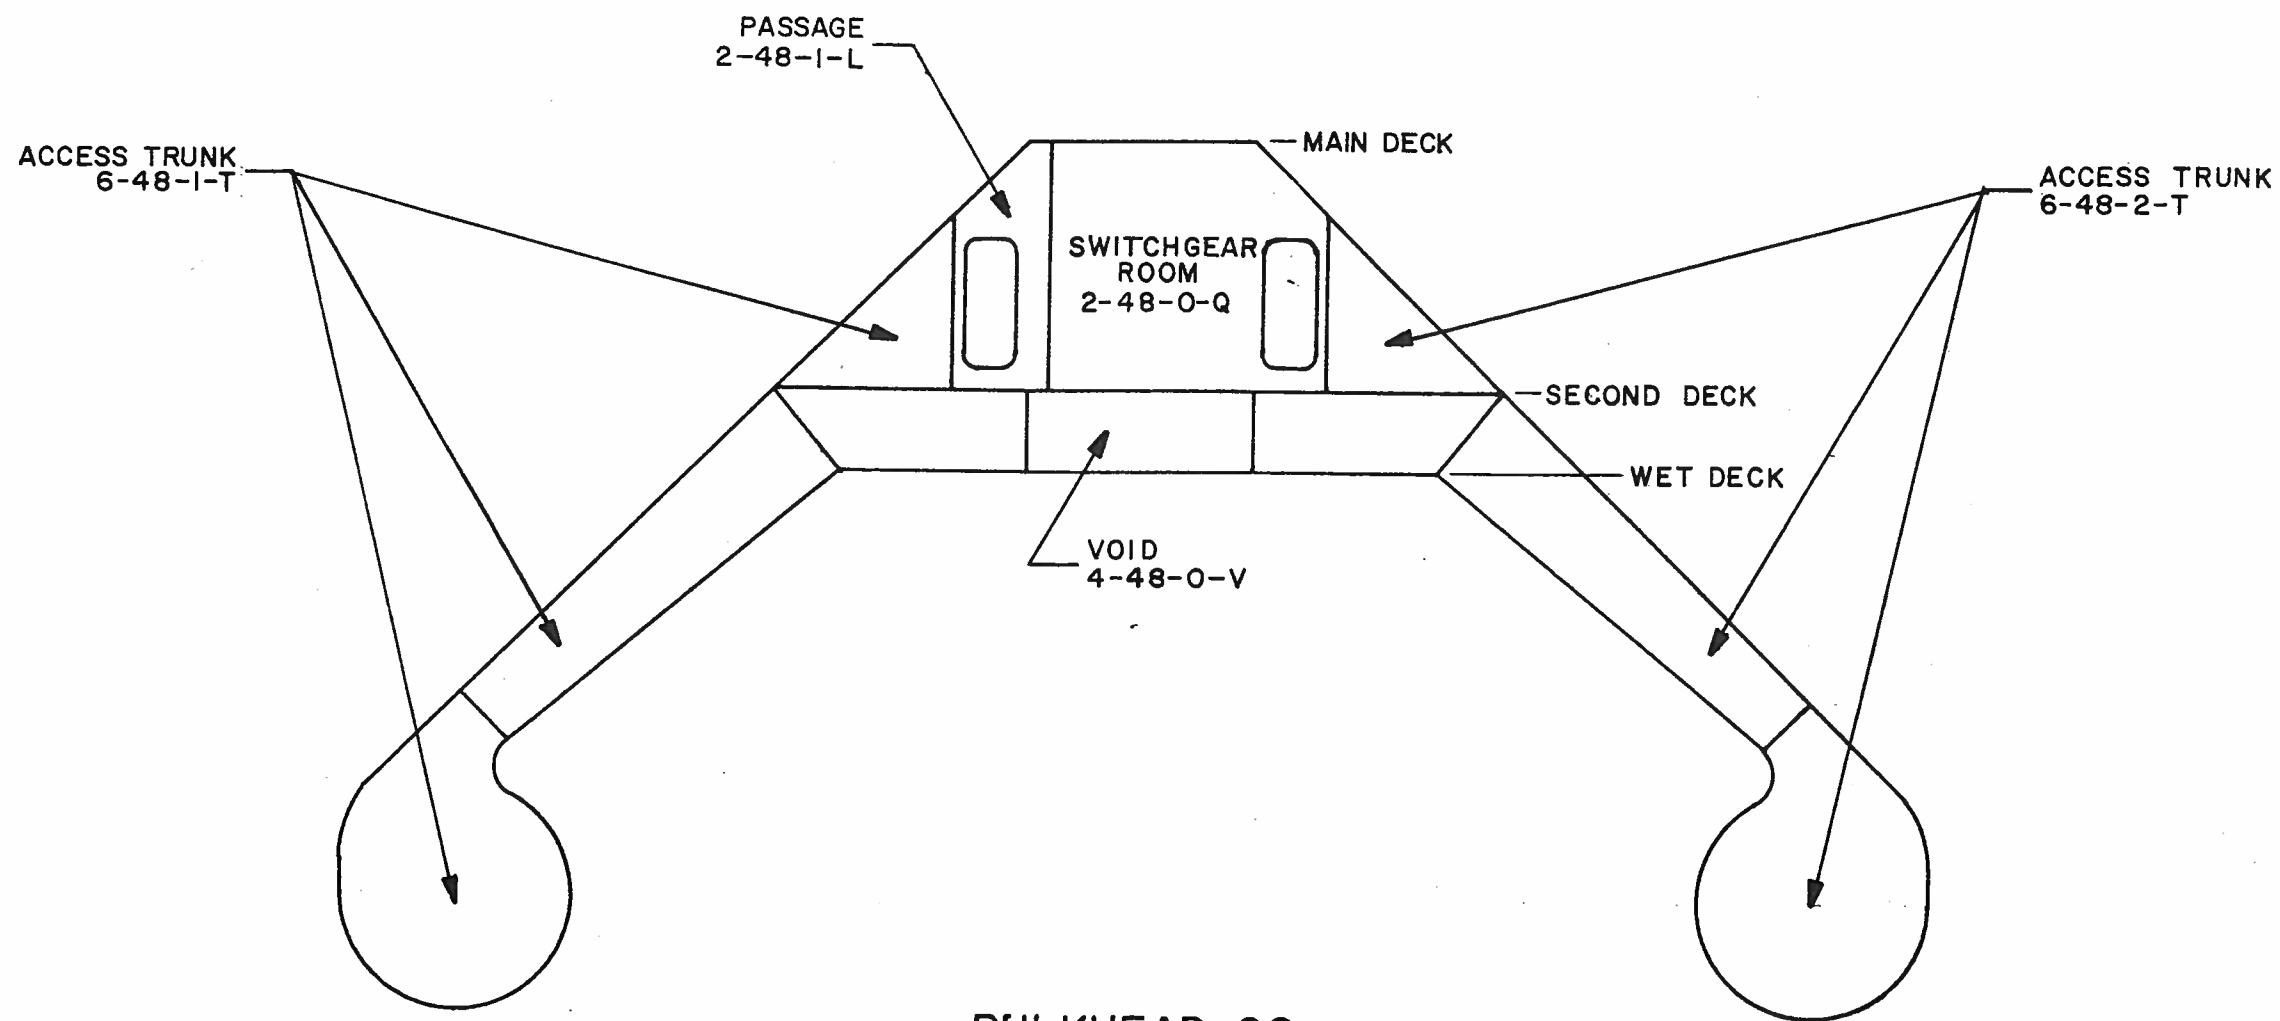 PASSAGE
2-48-1-L
ACCESS TRUNK
6-48-1-T
MAIN DECK
ACCESS TRUNK
6-48-2-T
SWITCHGEAR
ROOM
2-48-0-Q
SECOND DECK
WET DECK
VOID
4-48-0-V
BULKHEAD